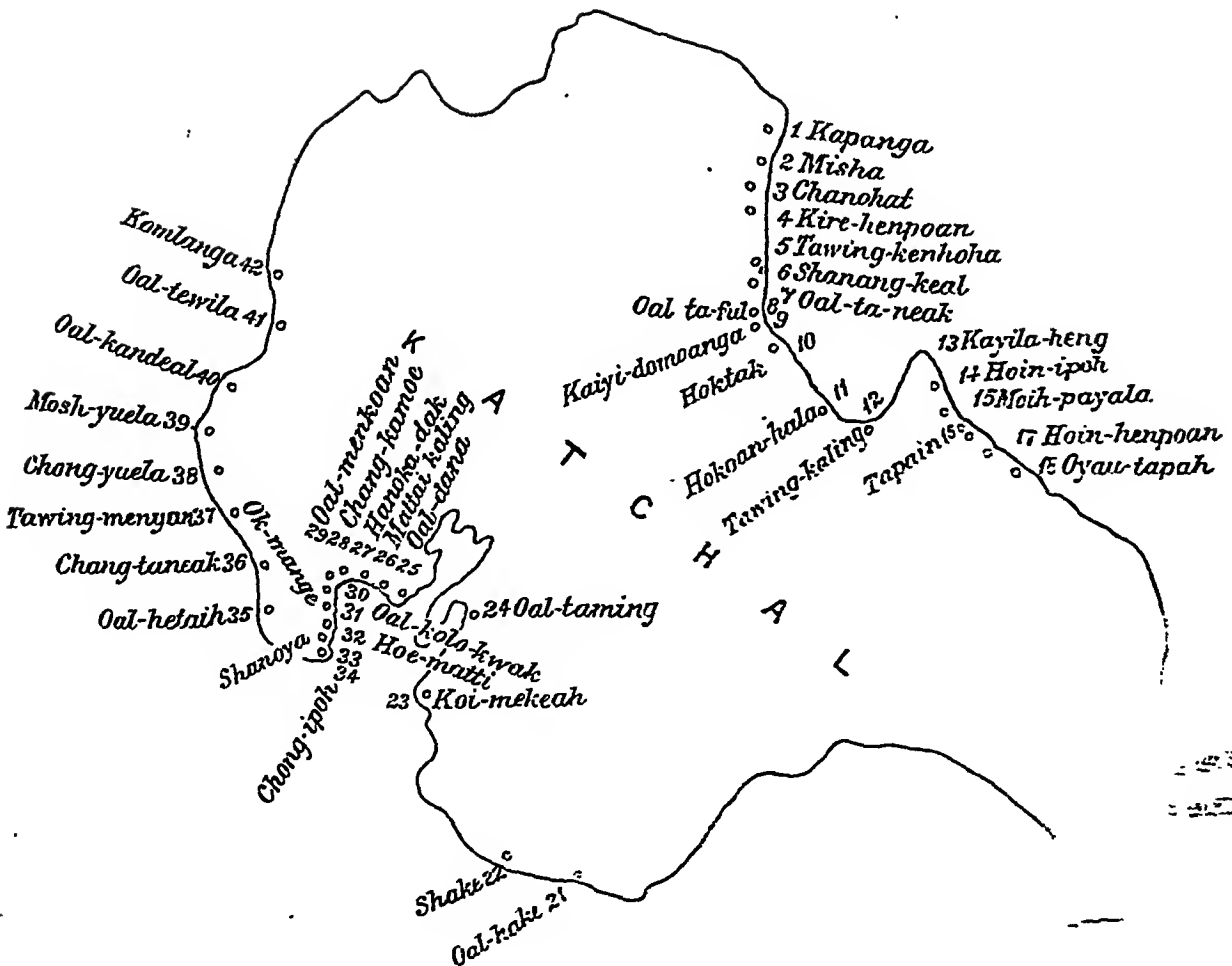 1 Kapanga
2 Misha
3 Chanohat
4 Kire-henpoan
5 Tawing-kenhoha
6 Shanang-keal
7 Oal-ta-neak
Oal ta-ful 8
Kaiyi-domoanga 9
Hoktak 10
Hokoan-hala 11
Tawing-kaling 12
13 Kayila-heng
14 Hoin-ipoh
15 Moih-payala
Tapain
17 Hoin-henpoan
Oyau-tapah
KATCHAL
Komlanga 42
Oal-tewila 41
Oal-kandeal 40
Mosh-yuela 39
Chong-yuela 38
Tawing-menyan 37
Chang-taneak 36
Oal-hetaih 35
Oal-menkoan 29
Chang-kamoe 28
Hanoka-dak 27
Mattai kaling 26
Oal-dana 25
Ok-mange 30
31 Oal-kolo-kwak
32 Hoe-matti
Shanoya 33
Chong-ipoh 34
24 Oal-taming
23 Koi-mekeah
Shake 22
Oal-kake 21